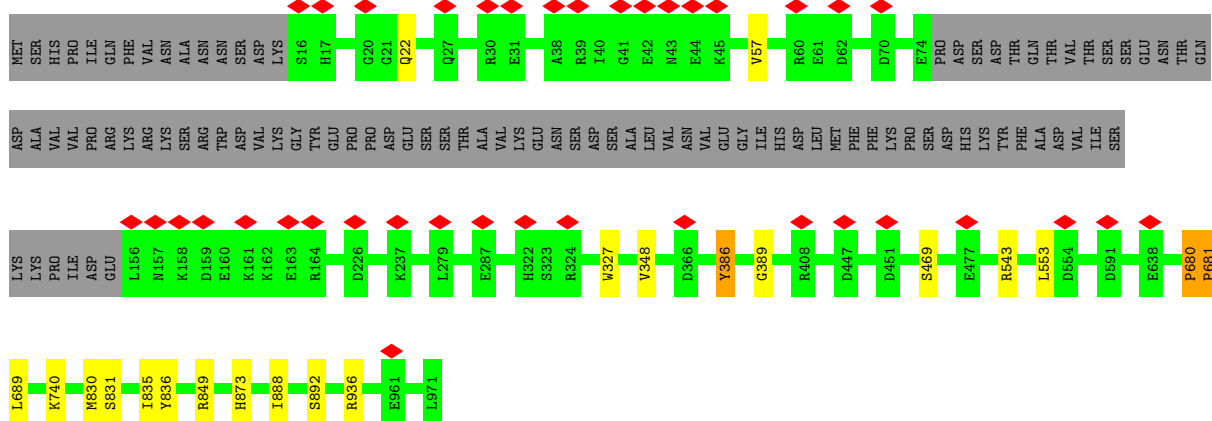 MET SER HIS PRO ILE GLN PHE VAL ASN ALA ASN ASN SER ASP LYS S16 H17 G20 G21 Q22 Q27 R30 E31 A38 R39 I40 G41 E42 N43 E44 K45 V57 R60 E61 D62 D70 E74 PRO ASP SER ASP THR GLN THR VAL THR SER SER GLU ASN THR GLN
ASP ALA VAL VAL PRO ARG LYS ARG LYS SER ARG TRP ASP VAL LYS GLY TYR GLU PRO PRO ASP GLU SER SER THR ALA VAL LYS GLU ASN SER ASP SER ALA LEU VAL ASN VAL GLU GLY ILE HIS ASP LEU MET PHE PHE LYS PRO SER ASP HIS LYS TYR PHE ALA ASP VAL ILE SER
LYS LYS PRO ILE ASP GLU L156 N157 K158 D159 E160 K161 K162 E163 R164 D226 K237 L279 E287 H322 S323 R324 W327 V348 D366 Y386 G389 R408 D447 D451 S469 E477 R543 L553 D554 D591 E638 P680 P681
L689 K740 M830 S831 I835 Y836 R849 H873 I888 S892 R936 E961 L971